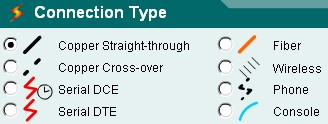 Connection Type
Copper Straight-through
Copper Cross-over
Serial DCE
Serial DTE
Fiber
Wireless
Phone
Console